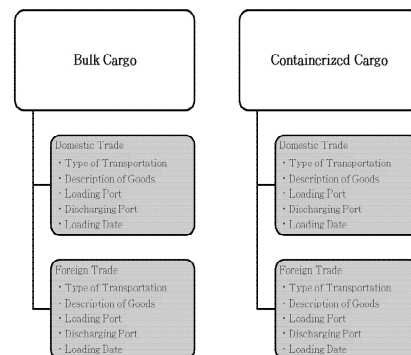 Bulk Cargo
Domestic Trade
・Type of Transportation
・Description of Goods
・Loading Port
・Discharging Port
・Loading Date
Foreign Trade
・Type of Transportation
・Description of Goods
・Loading Port
・Discharging Port
・Loading Date
Containerized Cargo
Domestic Trade
・Type of Transportation
・Description of Goods
・Loading Port
・Discharging Port
・Loading Date
Foreign Trade
・Type of Transportation
・Description of Goods
・Loading Port
・Discharging Port
・Loading Date